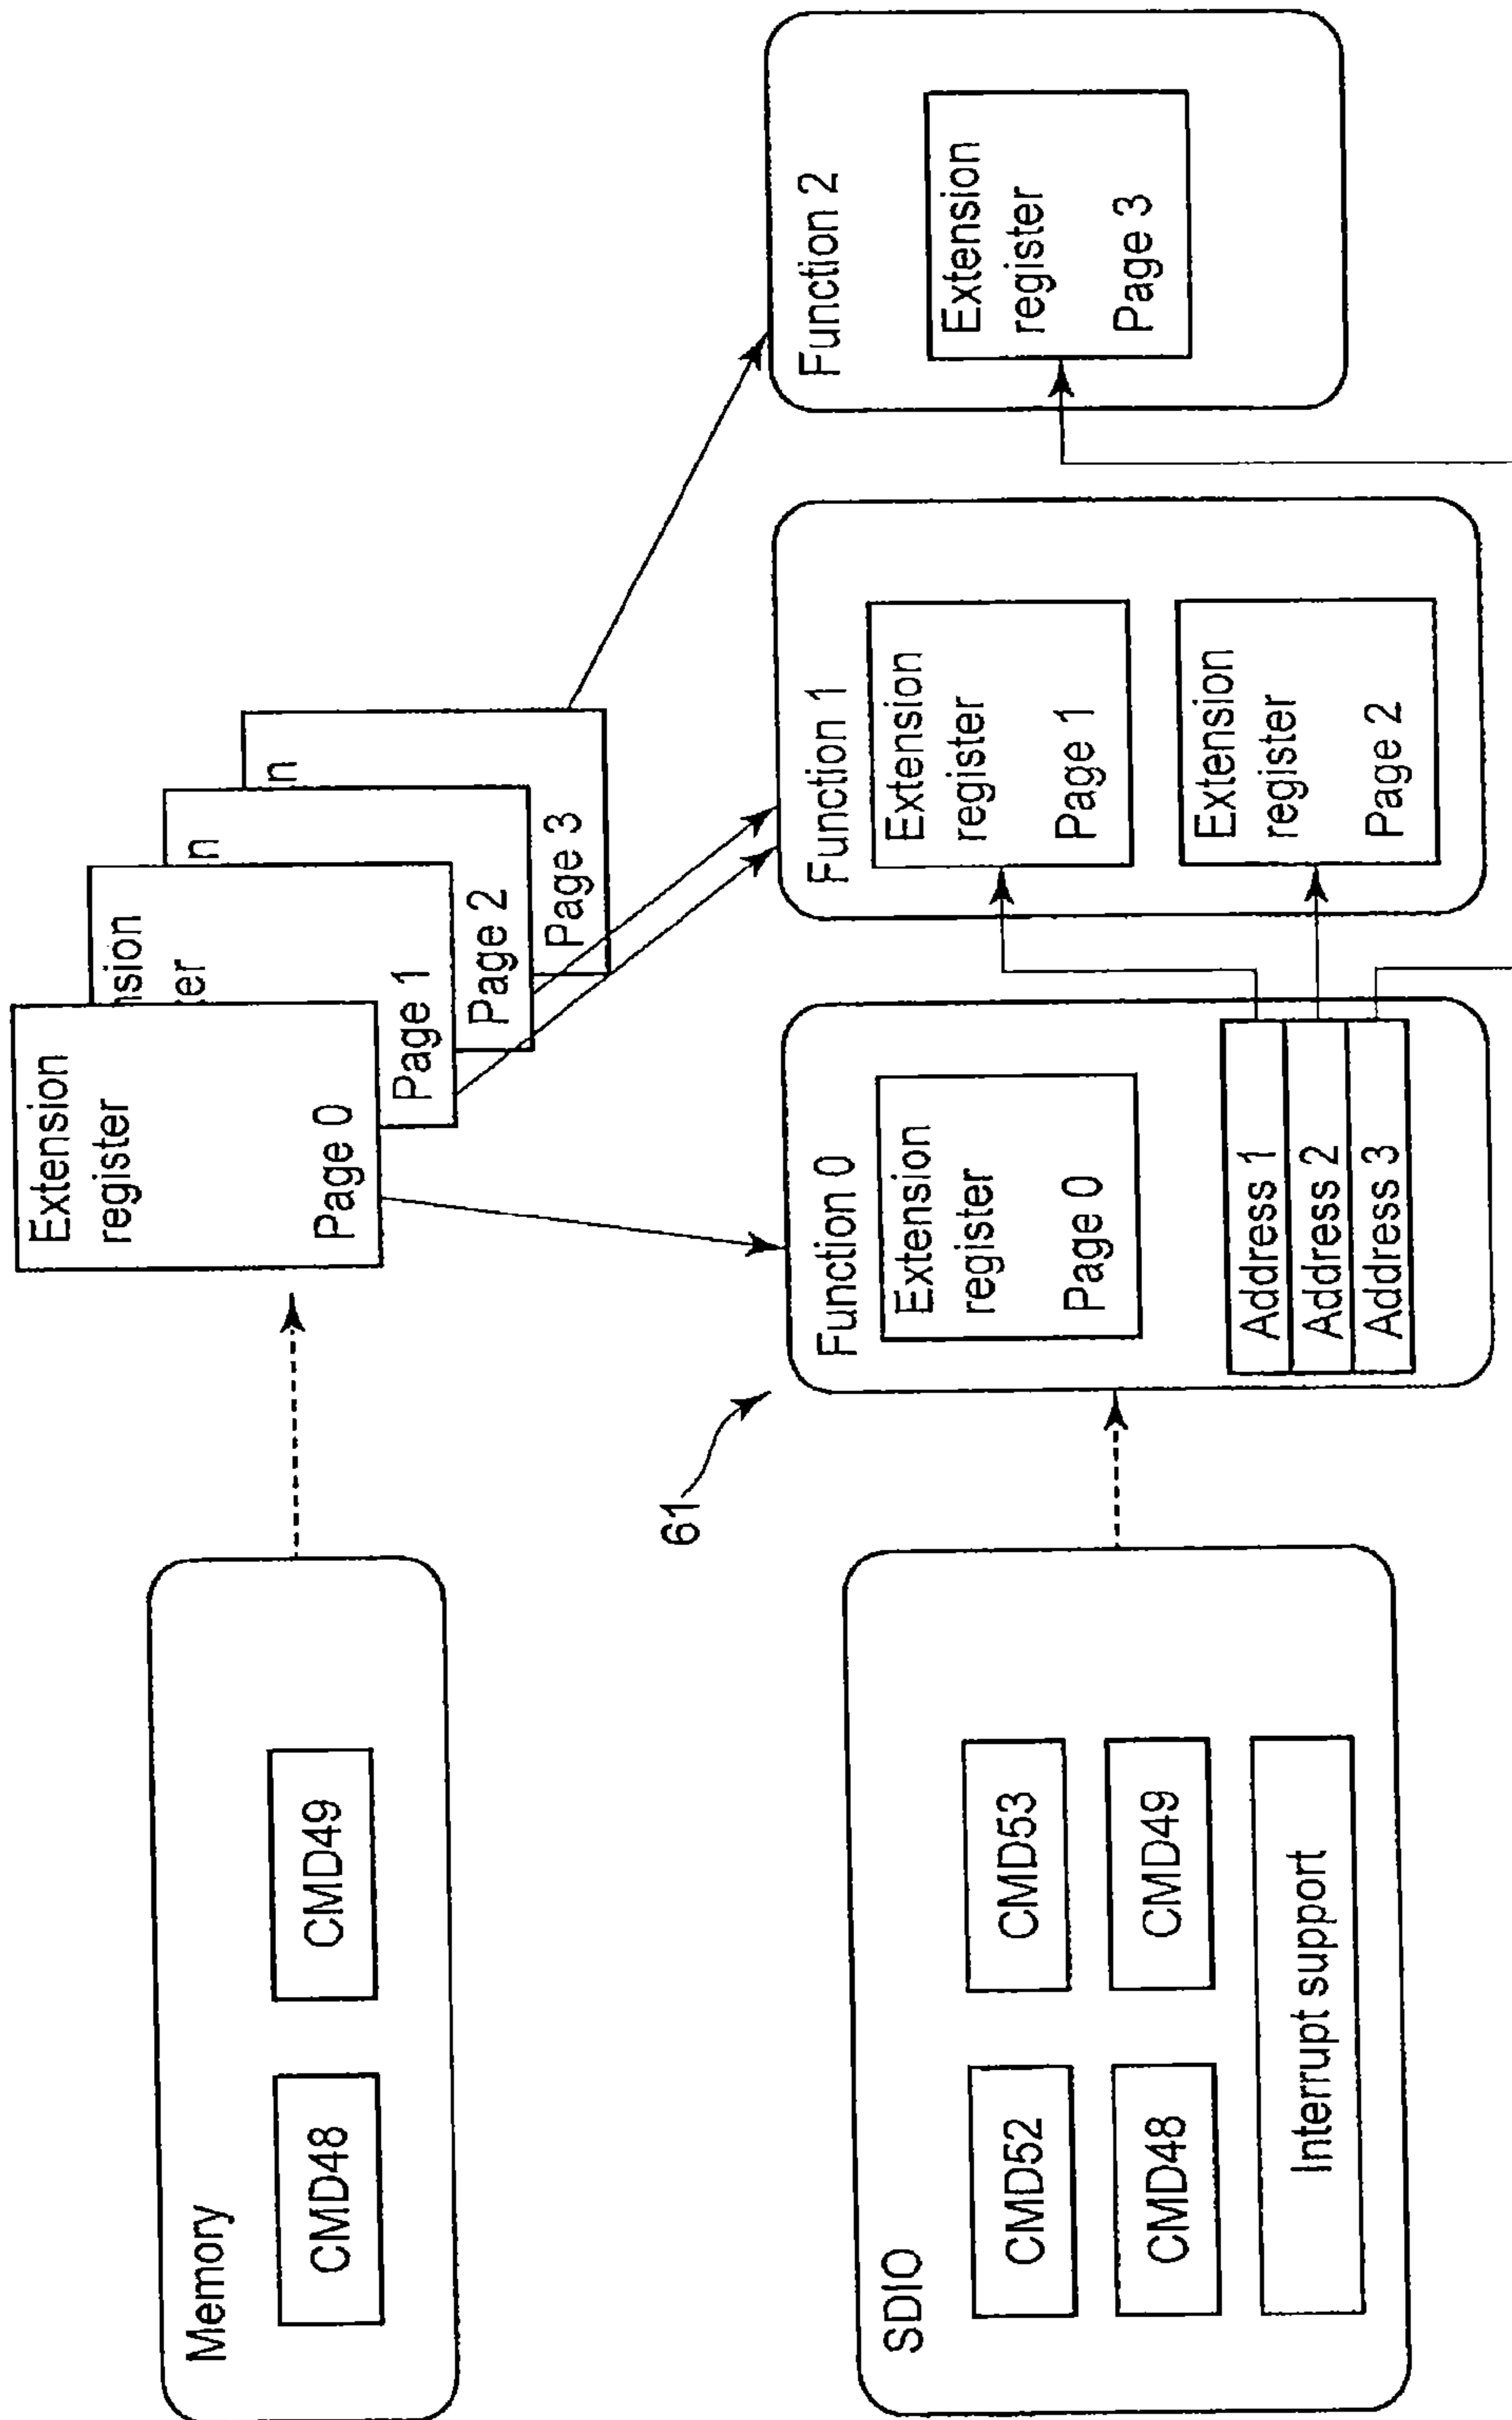 Memory
CMD48
CMD49
Extension
register
Page 0
nsion
er
Page 1
n
Page 2
n
Page 3
61
SDIO
CMD52
CMD53
CMD48
CMD49
Interrupt support
Function 0
Extension
register
Page 0
Address 1
Address 2
Address 3
Function 1
Extension
register
Page 1
Extension
register
Page 2
Function 2
Extension
register
Page 3